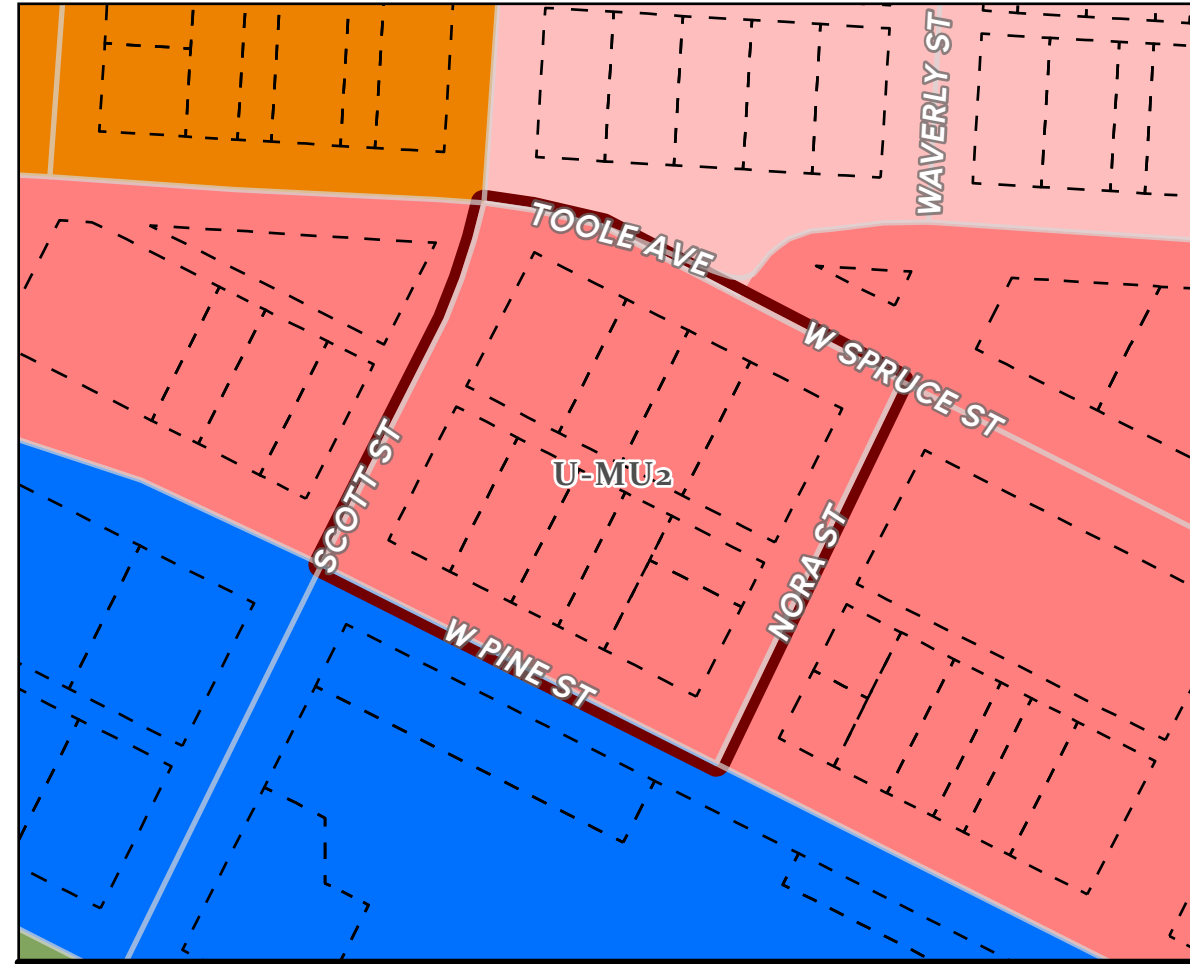 WAVERLY ST
TOOLE AVE
W SPRUCE ST
SCOTT ST
U-MU2
NORA ST
W PINE ST